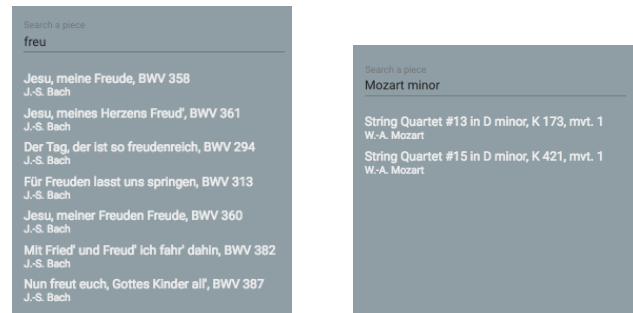 Search a piece
freu
Jesu, meine Freude, BWV 358
J.-S. Bach
Jesu, meines Herzens Freud', BWV 361
J.-S. Bach
Der Tag, der ist so freudenreich, BWV 294
J.-S. Bach
Für Freuden lasst uns springen, BWV 313
J.-S. Bach
Jesu, meiner Freuden Freude, BWV 360
J.-S. Bach
Mit Fried' und Freud' ich fahr' dahin, BWV 382
J.-S. Bach
Nun freut euch, Gottes Kinder all', BWV 387
J.-S. Bach
Search a piece
Mozart minor
String Quartet #13 in D minor, K 173, mvt. 1
W.-A. Mozart
String Quartet #15 in D minor, K 421, mvt. 1
W.-A. Mozart